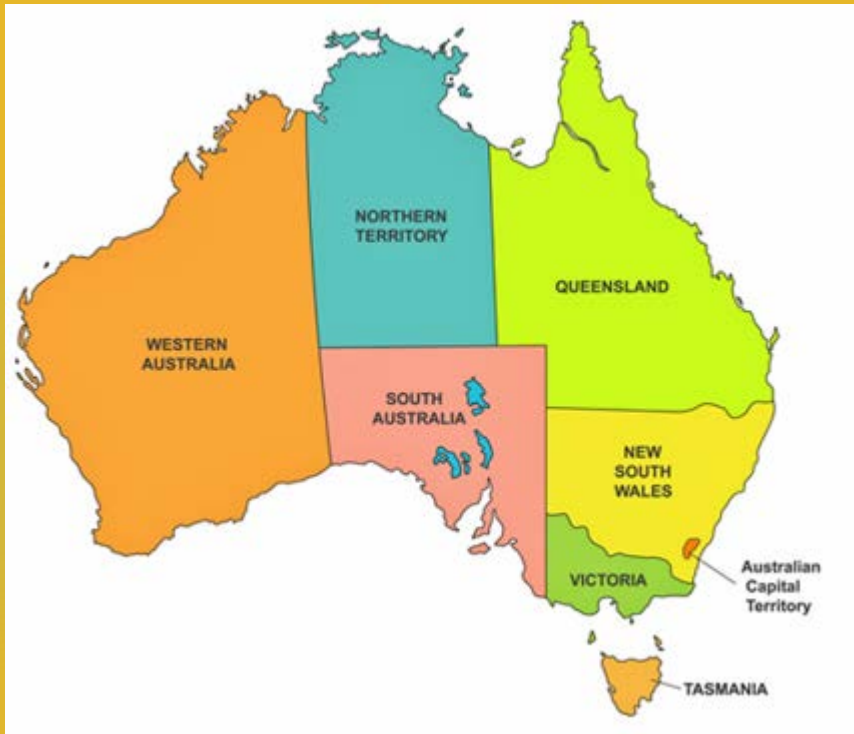 NORTHERN
TERRITORY
QUEENSLAND
WESTERN
AUSTRALIA
SOUTH
AUSTRALIA
NEW
SOUTH
WALES
VICTORIA
Australian
Capital
Territory
TASMANIA